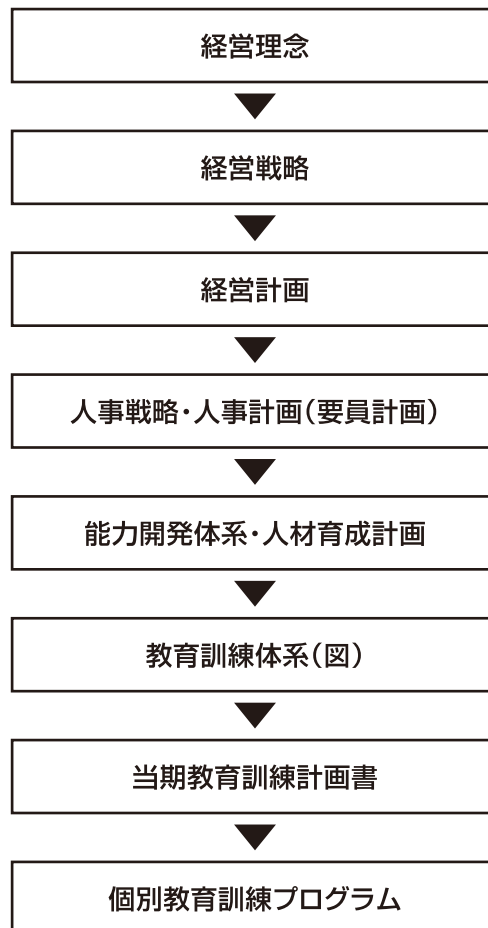 経営理念
経営戦略
経営計画
人事戦略・人事計画（要員計画）
能力開発体系・人材育成計画
教育訓練体系（図）
当期教育訓練計画書
個別教育訓練プログラム